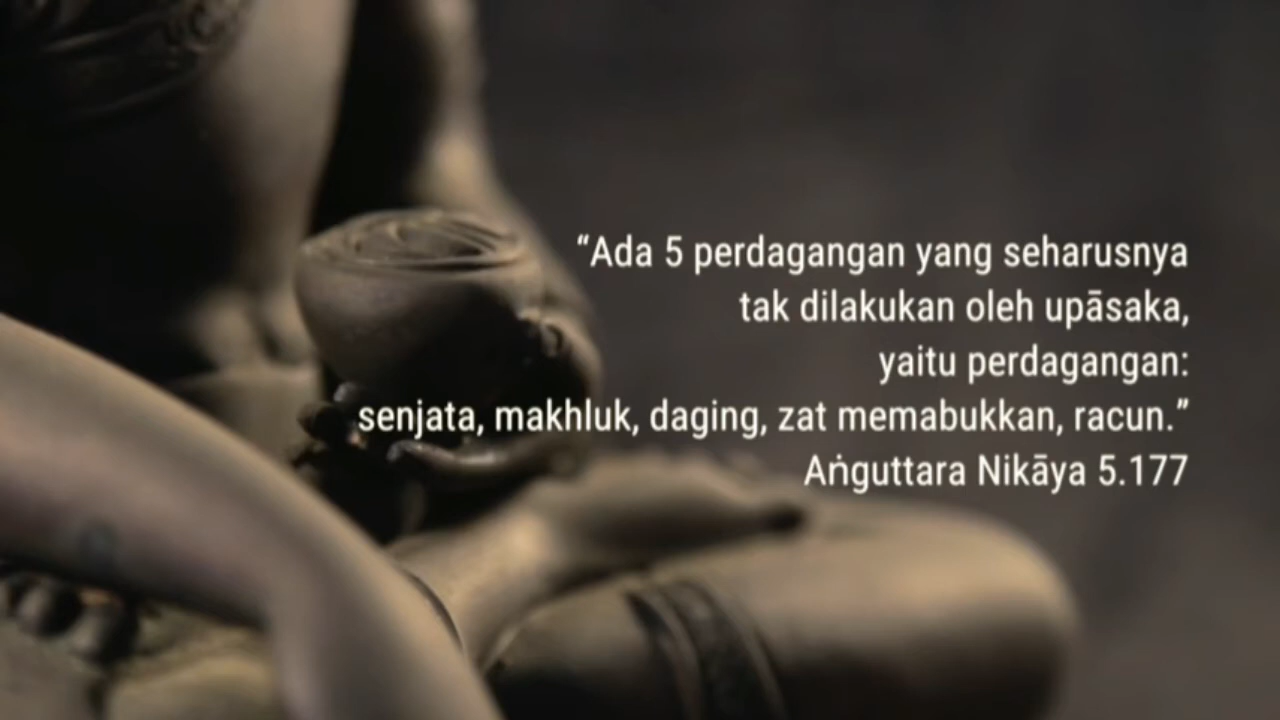 “Ada 5 perdagangan yang seharusnya
tak dilakukan oleh upāsaka,
yaitu perdagangan:
senjata, makhluk, daging, zat memabukkan, racun.”
Aṅguttara Nikāya 5.177